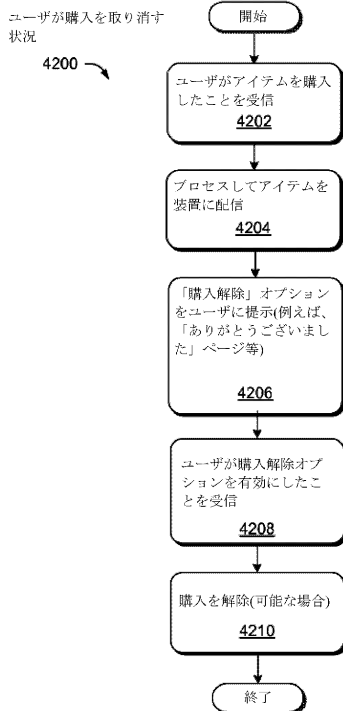 ユーザが購入を取り消す
状況
4200
開始
ユーザがアイテムを購入
したことを受信
4202
プロセスしてアイテムを
装置に配信
4204
「購入解除」オプション
をユーザに提示(例えば、
「ありがとうございまし
た」ページ等)
4206
ユーザが購入解除オプ
ションを有効にしたこ
とを受信
4208
購入を解除(可能な場合)
4210
終了